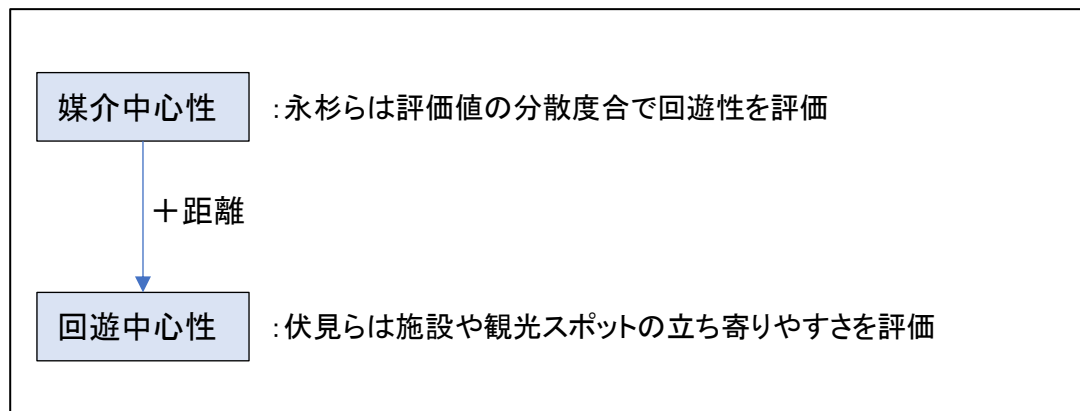 媒介中心性 :永杉らは評価値の分散度合で回遊性を評価
＋距離
回遊中心性 :伏見らは施設や観光スポットの立ち寄りやすさを評価